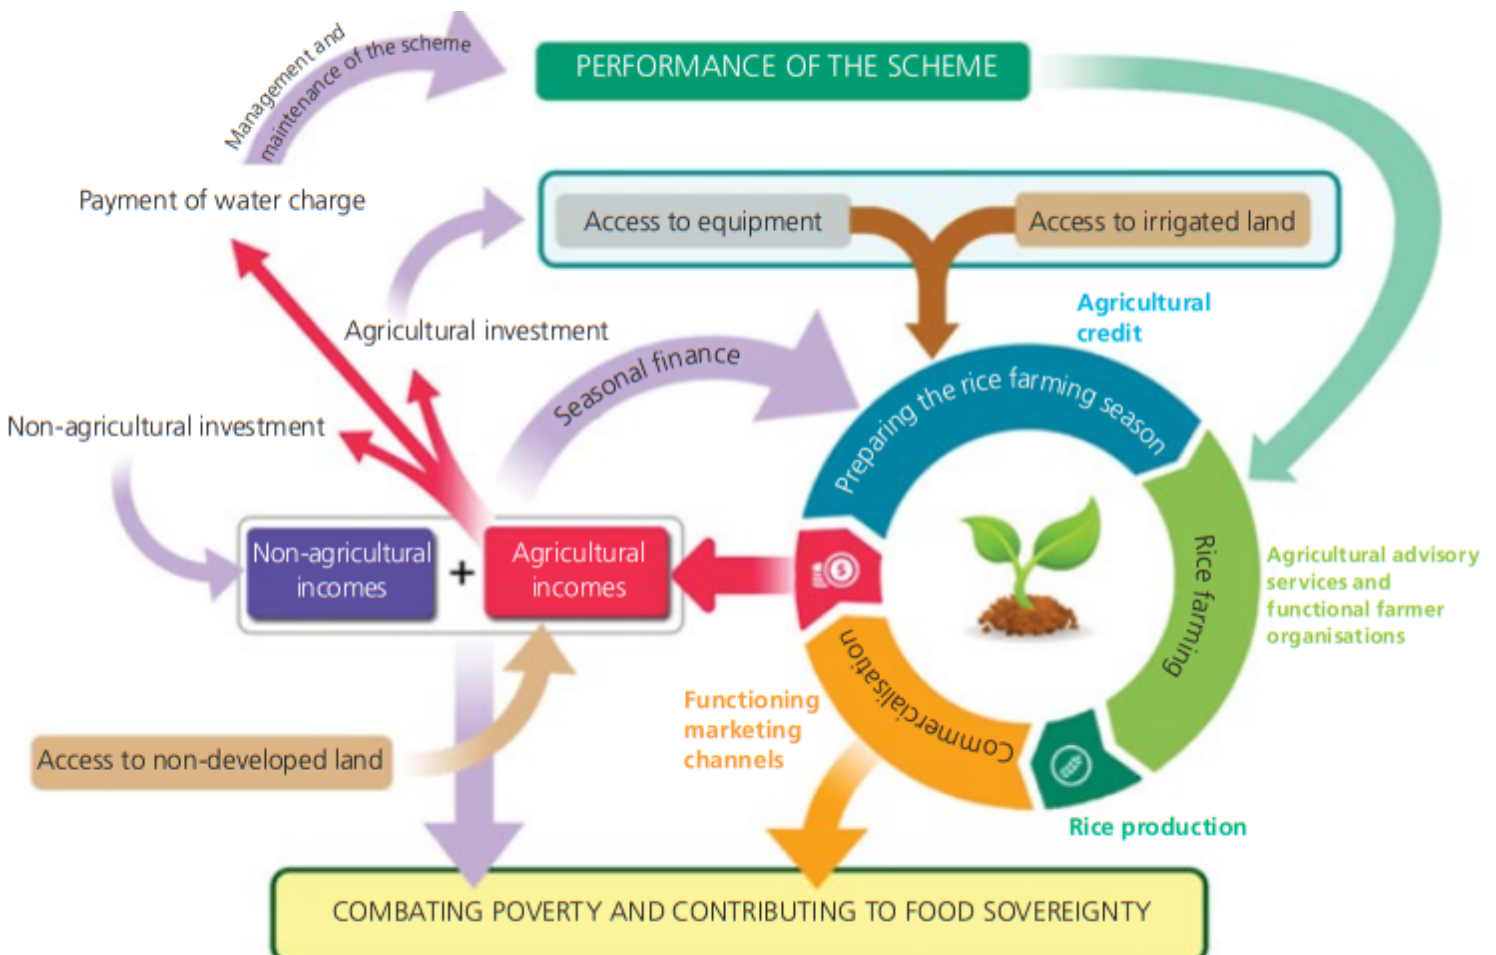 Management and
maintenance of the scheme
PERFORMANCE OF THE SCHEME
Payment of water charge
Access to equipment
Access to irrigated land
Agricultural
credit
Agricultural investment
Seasonal finance
Preparing the rice farming season
Non-agricultural investment
Non-agricultural
incomes
+
Agricultural
incomes
$
Rice farming
Agricultural advisory
services and
functional farmer
organisations
Commercialisation
Functioning
marketing
channels
Access to non-developed land
Rice production
COMBATING POVERTY AND CONTRIBUTING TO FOOD SOVEREIGNTY